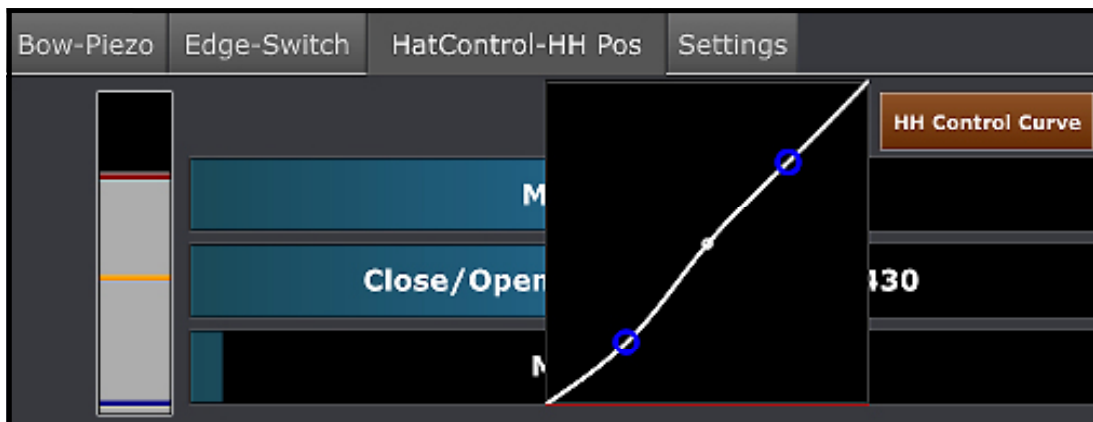 Bow-Piezo Edge-Switch HatControl-HH Pos Settings
HH Control Curve
M
Close/Open 430
M